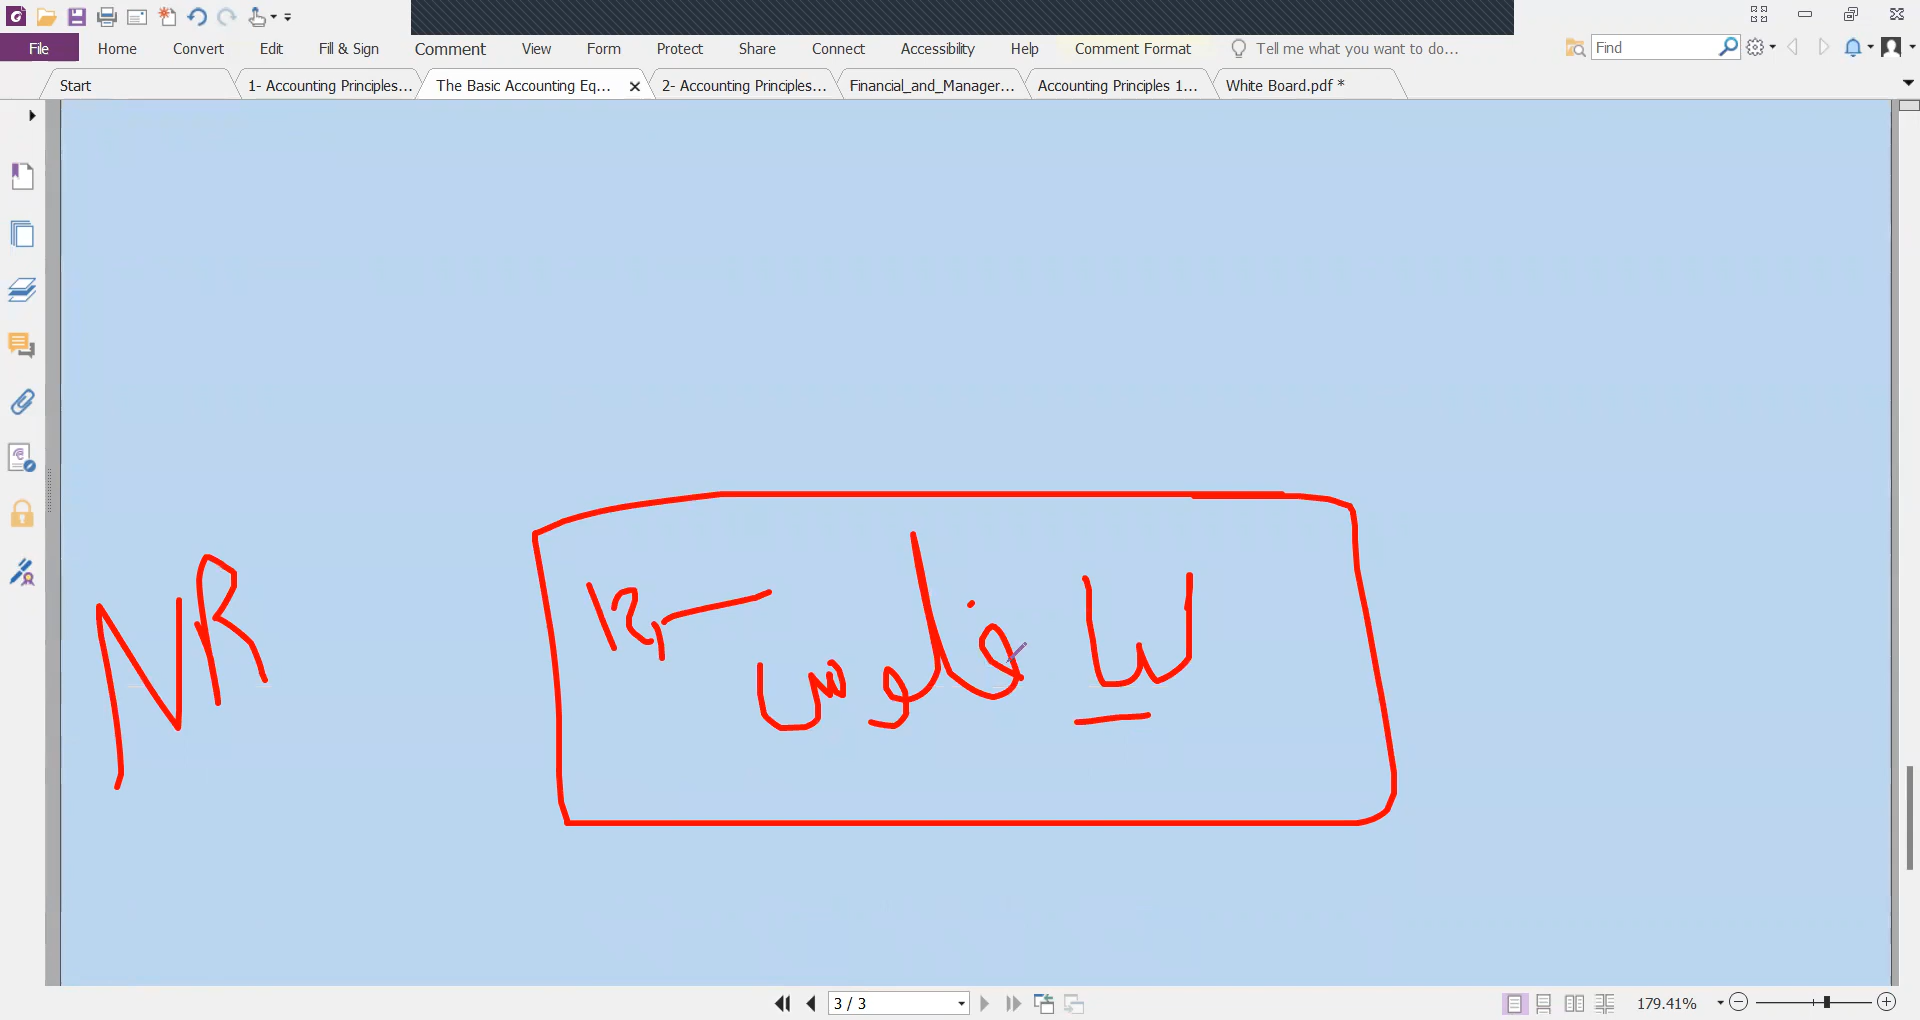 File Home Convert Edit Fill & Sign Comment View Form Protect Share Connect Accessibility Help Comment Format Tell me what you want to do... Find
Start 1- Accounting Principles... The Basic Accounting Eq... 2- Accounting Principles... Financial_and_Manager... Accounting Principles 1... White Board.pdf *
NR
فلوس
3 / 3 179.41%